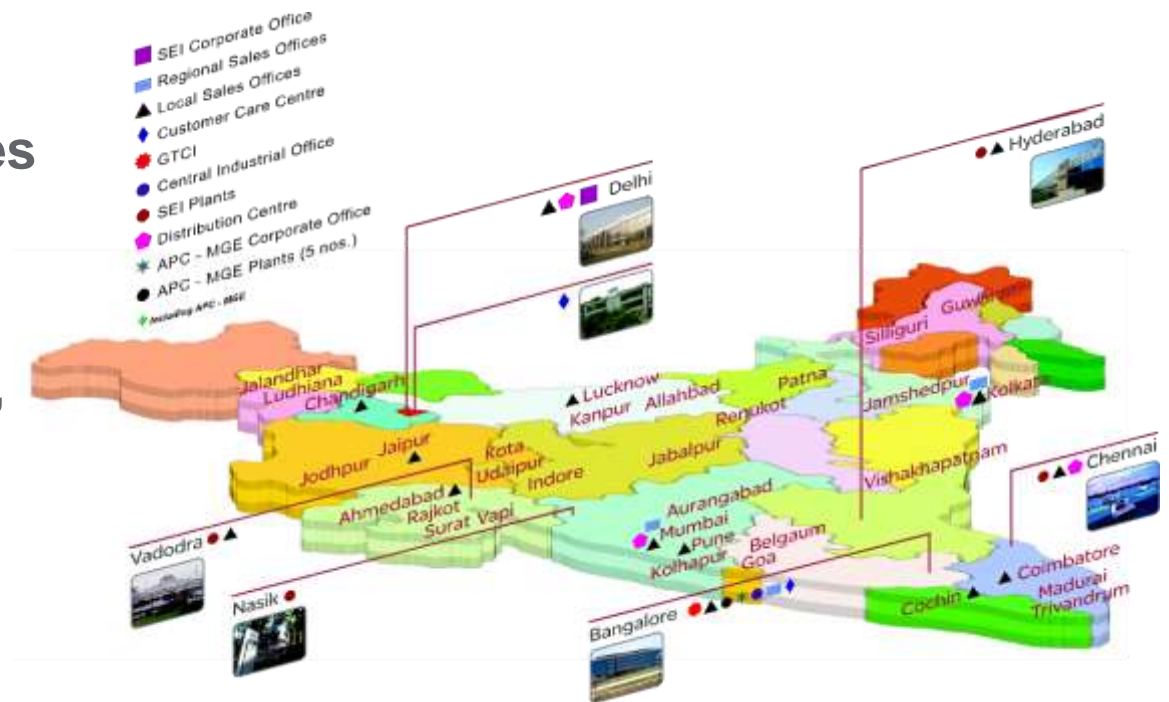 es
,
SEI Corporate Office
Regional Sales Offices
Local Sales Offices
Customer Care Centre
GTCI
Central Industrial Office
SEI Plants
Distribution Centre
APC - MGE Corporate Office
APC - MGE Plants (5 nos.)
Including APC - MGE
Hyderabad
Delhi
Silliguri
Jalandhar
Ludhiana
Chandigarh
Lucknow
Kanpur
Allahbad
Patna
Renukot
Jamshedpur
Jaipur
Jodhpur
Kota
Udaipur
Indore
Jabalpur
Vishakhapatnam
Chennai
Ahmedabad
Rajkot
Surat
Vapi
Aurangabad
Mumbai
Pune
Kolhapur
Belgaum
Goa
Vadodra
Nasik
Bangalore
Coimbatore
Cochin
Madurai
Trivandrum